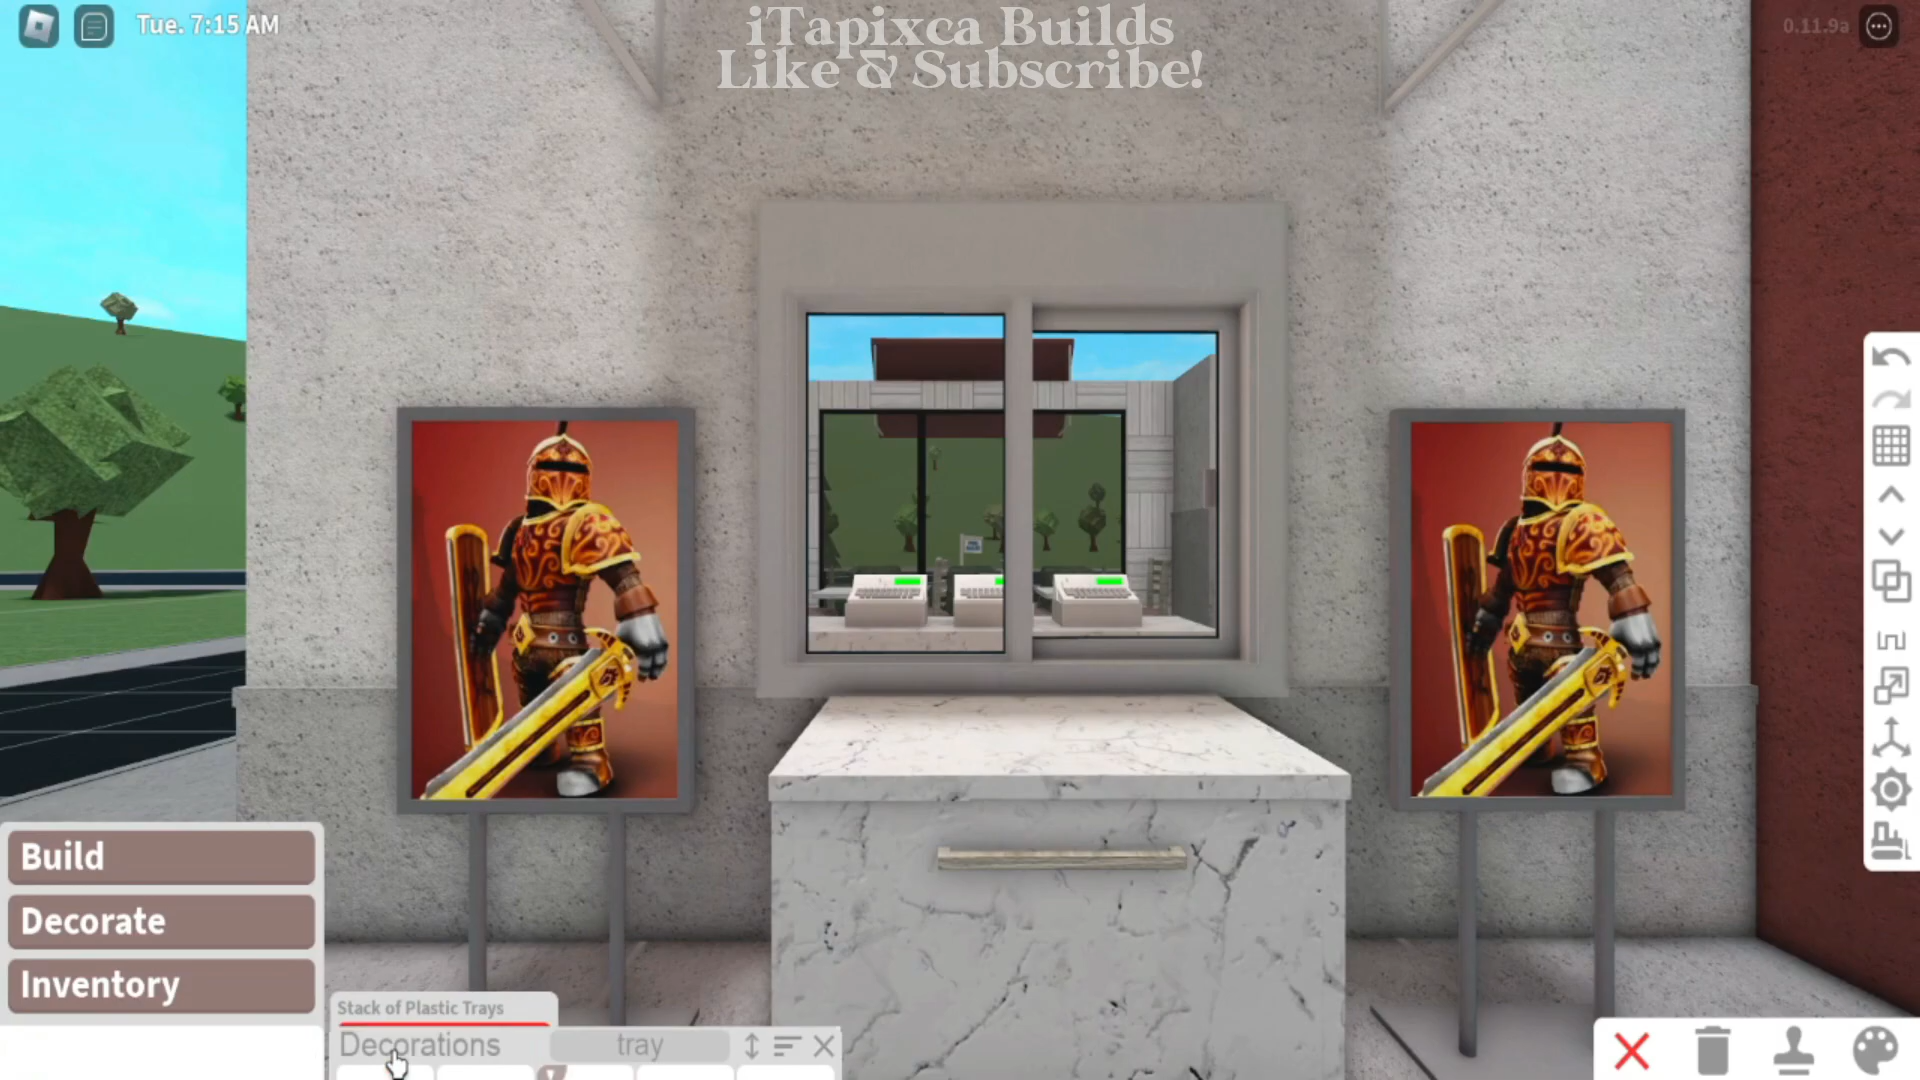 Tue. 7:15 AM
iTapixca Builds
Like & Subscribe!
0.11.9a
Build
Decorate
Inventory
Stack of Plastic Trays
Decorations
tray